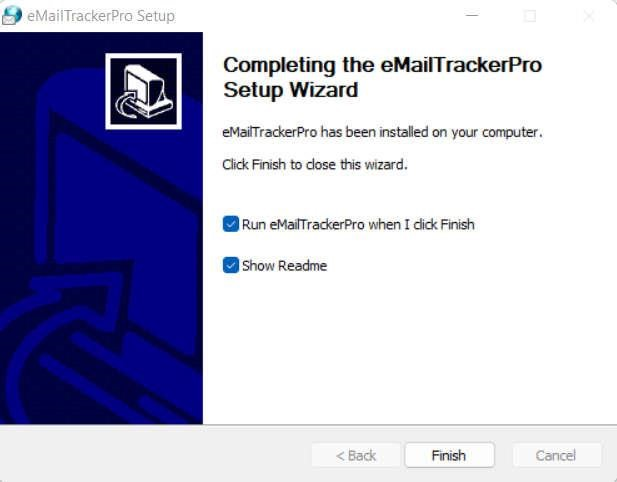 eMailTrackerPro Setup
Completing the eMailTrackerPro
Setup Wizard
eMailTrackerPro has been installed on your computer.
Click Finish to close this wizard.
Run eMailTrackerPro when I click Finish
Show Readme
< Back
Finish
Cancel